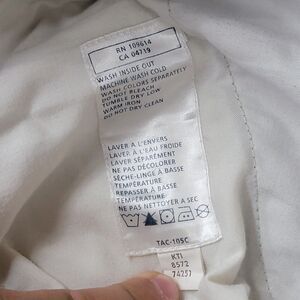 RN 109614
CA 04719
WASH INSIDE OUT
MACHINE WASH COLD
WASH COLORS SEPARATELY
DO NOT BLEACH
TUMBLE DRY LOW
WARM IRON
DO NOT DRY CLEAN
LAVER A L'ENVERS
LAVER À L'EAU FROIDE
LAVER SÉPARÉMENT
NE PAS DÉCOLORER
SÈCHE-LINGE À BASSE
TEMPÉRATURE
REPASSER À BASSE
TEMPÉRATURE
NE PAS NETTOYER A SEC
TAC-105C
KTI
8572
74257